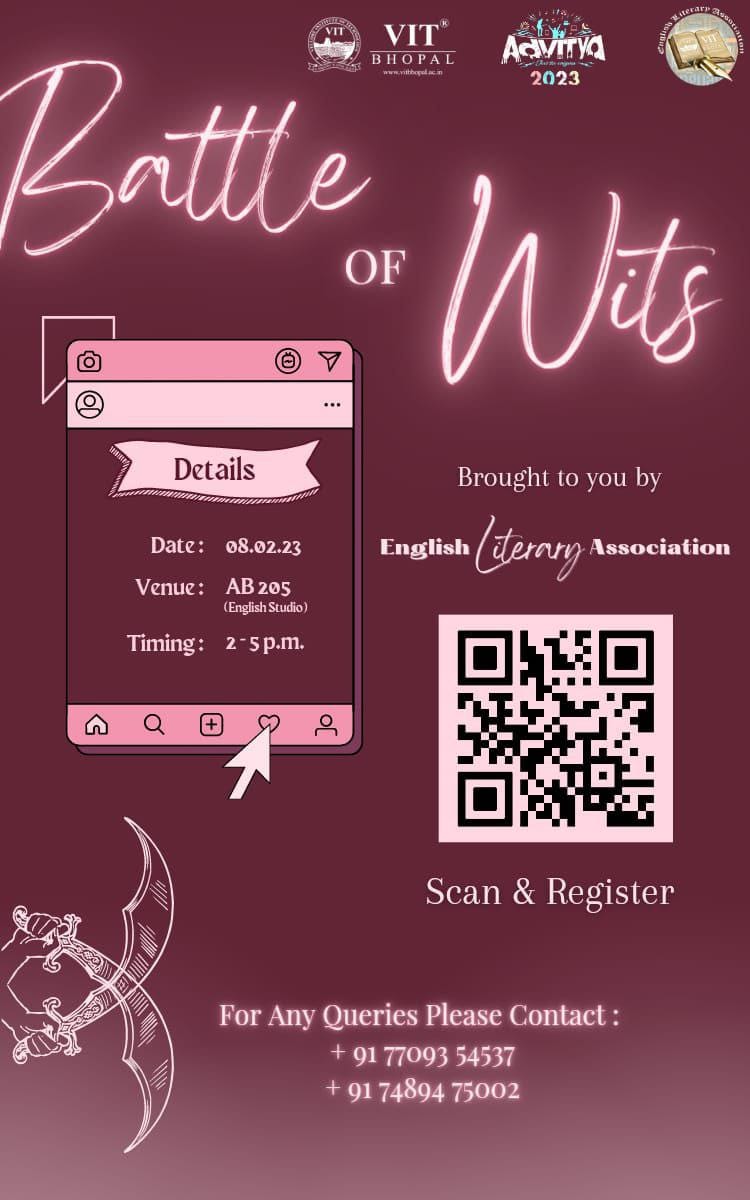 VIT
VIT®
BHOPAL
www.vitbhopal.ac.in
ADVITYA
2023
English Literary Association
Battle
OF
Wits
Details
Date: 08.02.23
Venue: AB 205
(English Studio)
Timing: 2 - 5 p.m.
Brought to you by
English Literary Association
Scan & Register
For Any Queries Please Contact :
+ 91 77093 54537
+ 91 74894 75002